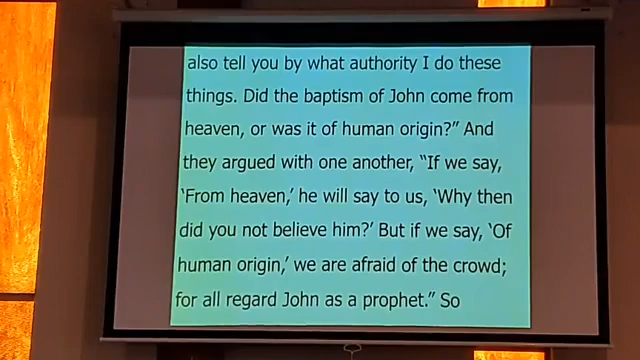 also tell you by what authority I do these
things. Did the baptism of John come from
heaven, or was it of human origin?” And
they argued with one another, “If we say,
‘From heaven,’ he will say to us, ‘Why then
did you not believe him?’ But if we say, ‘Of
human origin,’ we are afraid of the crowd;
for all regard John as a prophet.” So